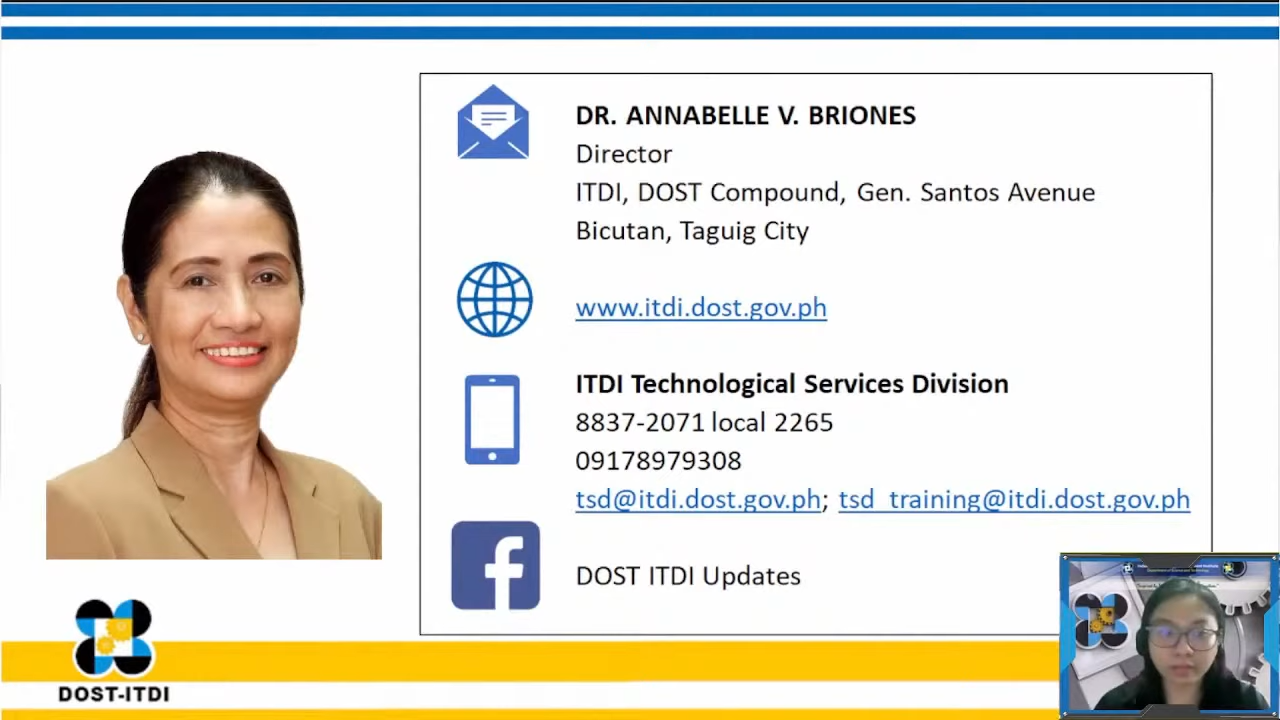 DR. ANNABELLE V. BRIONES
Director
ITDI, DOST Compound, Gen. Santos Avenue
Bicutan, Taguig City
www.itdi.dost.gov.ph
ITDI Technological Services Division
8837-2071 local 2265
09178979308
tsd@itdi.dost.gov.ph; tsd_training@itdi.dost.gov.ph
DOST ITDI Updates
DOST-ITDI